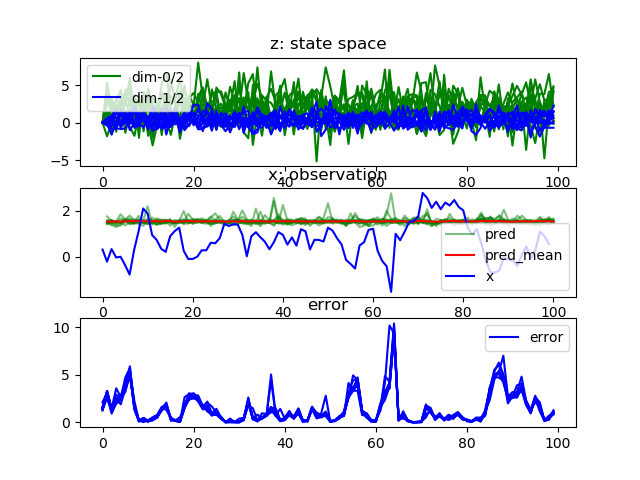 z: state space
dim-0/2
dim-1/2
5
0
−5
0 20 40 60 80 100
x: observation
pred
pred_mean
x
2
0
0 20 40 60 80 100
error
error
10
5
0
0 20 40 60 80 100